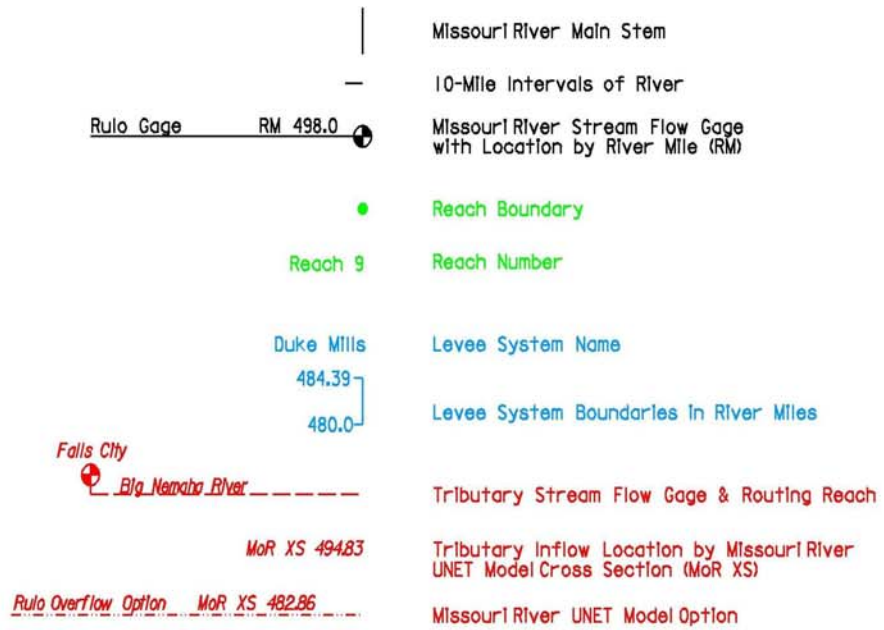 Missouri River Main Stem
10-Mile Intervals of River
Rulo Gage RM 498.0
Missouri River Stream Flow Gage
with Location by River Mile (RM)
Reach Boundary
Reach 9 Reach Number
Duke Mills Levee System Name
484.39
480.0
Levee System Boundaries in River Miles
Falls City
Big Nemaha River
Tributary Stream Flow Gage & Routing Reach
MoR XS 494.83
Tributary Inflow Location by Missouri River
UNET Model Cross Section (MoR XS)
Rulo Overflow Option MoR XS 482.86
Missouri River UNET Model Option